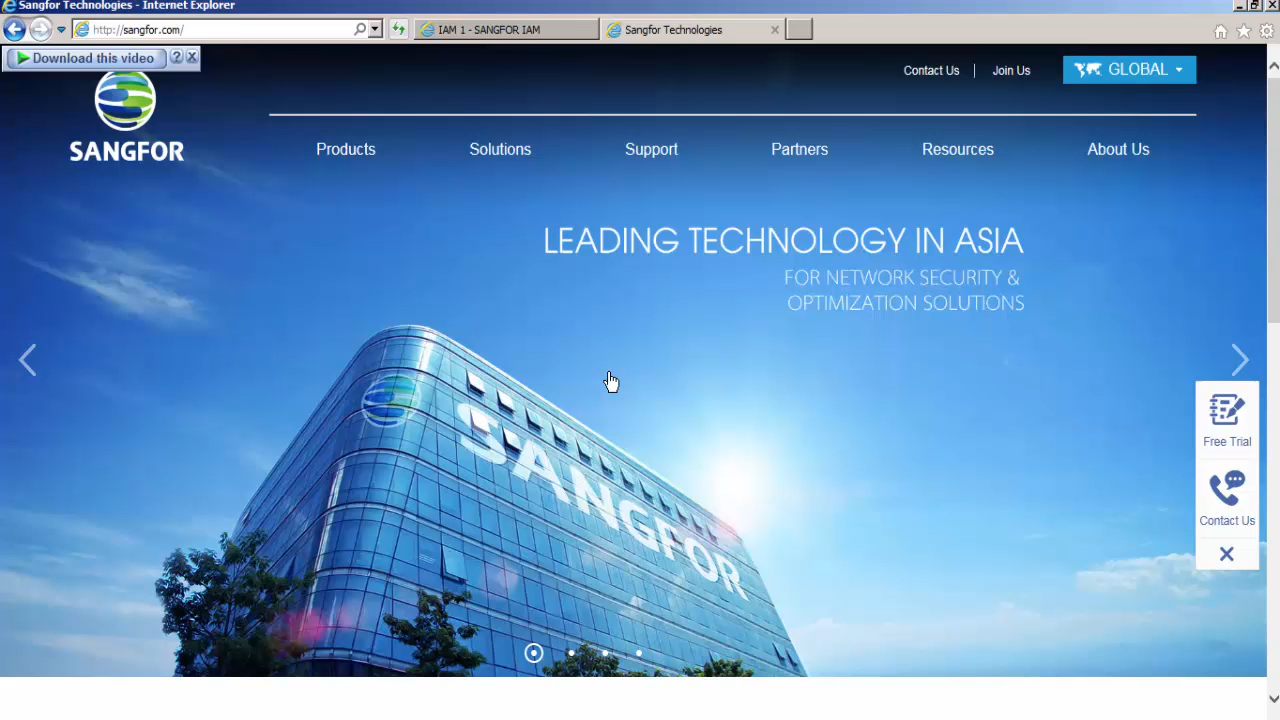 Sangfor Technologies - Internet Explorer
http://sangfor.com/
IAM 1 - SANGFOR IAM
Sangfor Technologies
Download this video
?
Contact Us
Join Us
GLOBAL
SANGFOR
Products
Solutions
Support
Partners
Resources
About Us
LEADING TECHNOLOGY IN ASIA
FOR NETWORK SECURITY &
OPTIMIZATION SOLUTIONS
SANGFOR
Free Trial
Contact Us